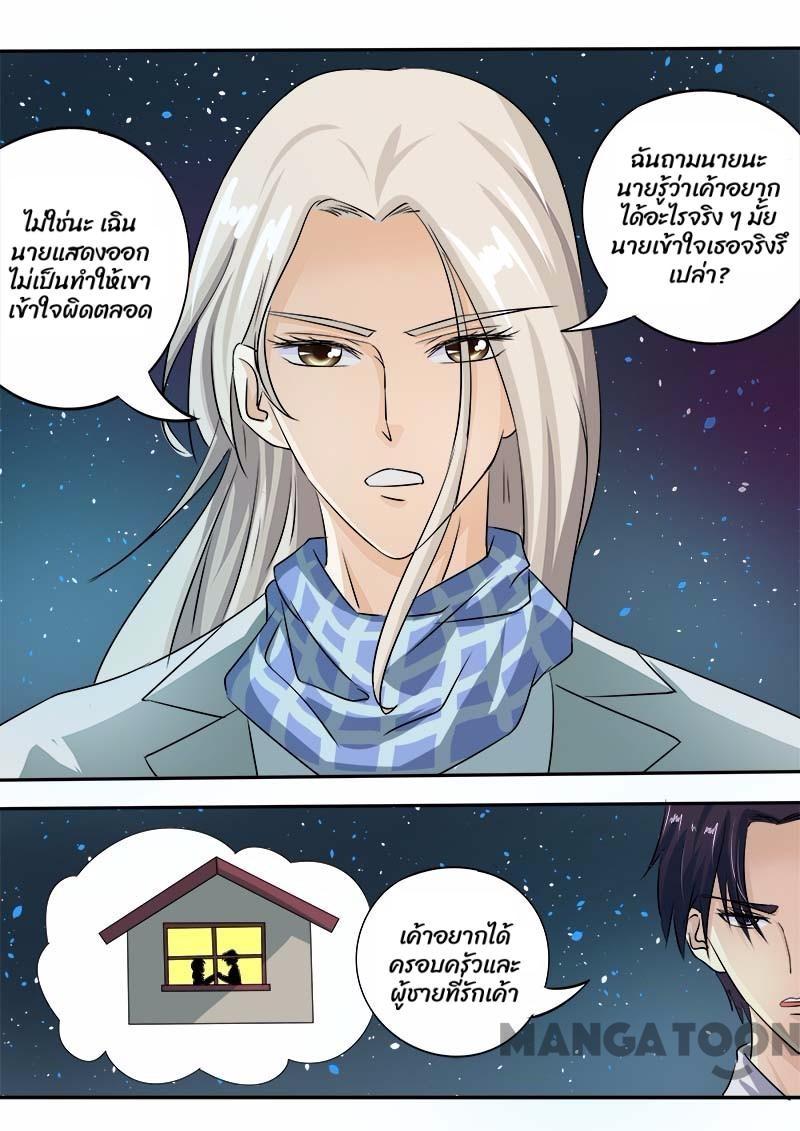 ไม่ใช่นะ เฉิน
นายแสดงออก
ไม่เป็นทำให้เขา
เข้าใจผิดตลอด
ฉันถามนายนะ
นายรู้ว่าเค้าอยาก
ได้อะไรจริง ๆ มั้ย
นายเข้าใจเธอจริงรึ
เปล่า?
เค้าอยากได้
ครอบครัวและ
ผู้ชายที่รักเค้า
MANGATOON